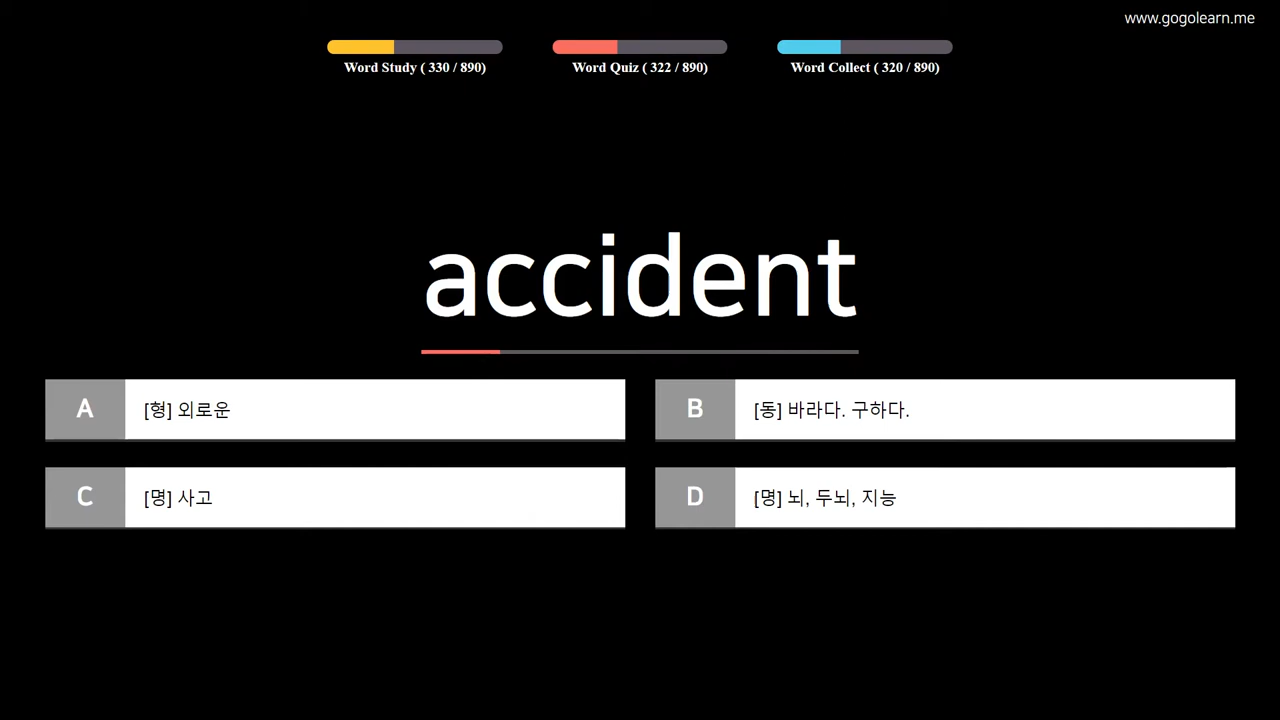 www.gogolearn.me
Word Study ( 330 / 890) Word Quiz ( 322 / 890) Word Collect ( 320 / 890)
accident
A [형] 외로운
B [동] 바라다. 구하다.
C [명] 사고
D [명] 뇌, 두뇌, 지능